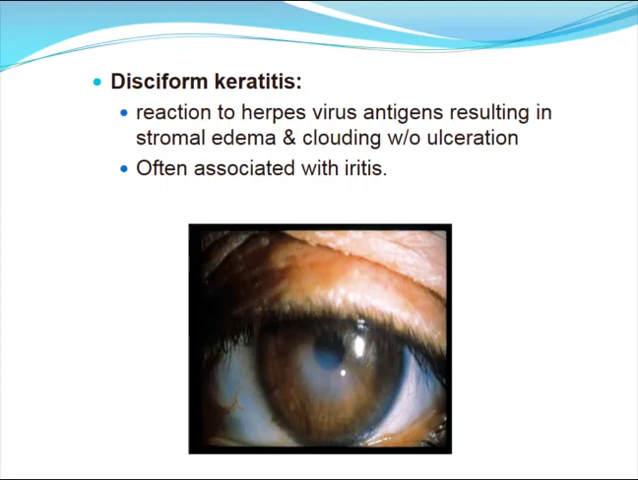 Disciform keratitis:
reaction to herpes virus antigens resulting in
stromal edema & clouding w/o ulceration
Often associated with iritis.